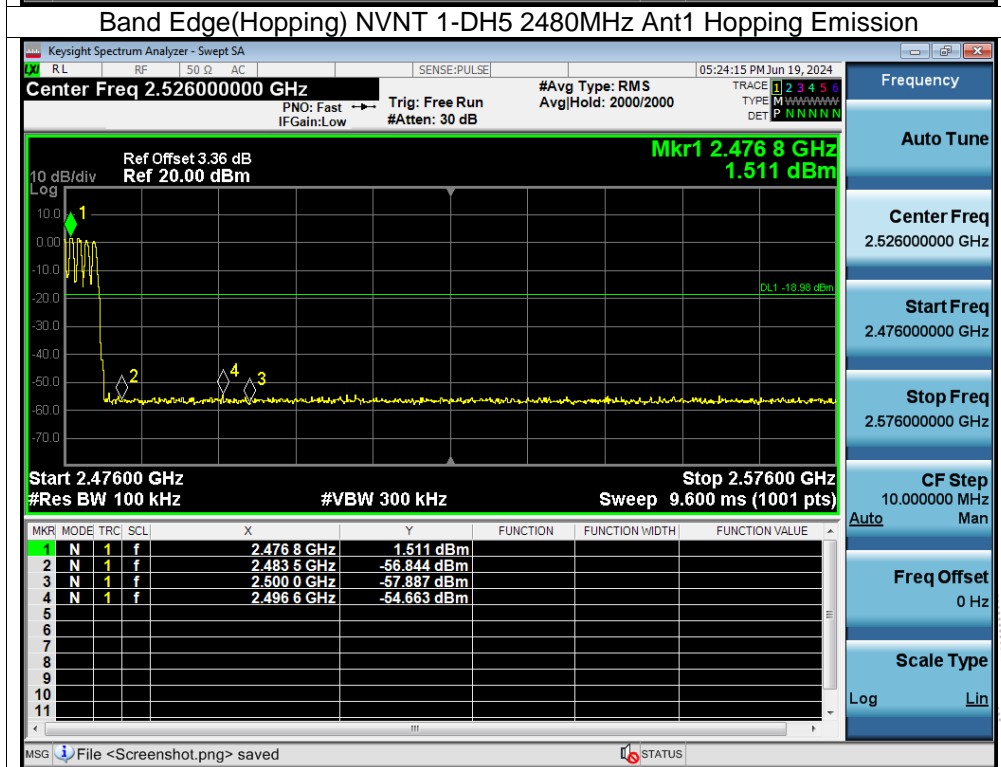 Band Edge(Hopping) NVNT 1-DH5 2480MHz Ant1 Hopping Emission
Keysight Spectrum Analyzer - Swept SA
LXI RL RF 50 Ω AC SENSE:PULSE 05:24:15 PM Jun 19, 2024
Center Freq 2.526000000 GHz #Avg Type: RMS TRACE 1 2 3 4 5 6
PNO: Fast Trig: Free Run Avg|Hold: 2000/2000 TYPE M WWWWW
IFGain:Low #Atten: 30 dB DET P N N N N N
Frequency
Mkr1 2.476 8 GHz
1.511 dBm
Ref Offset 3.36 dB
10 dB/div Ref 20.00 dBm
Log
10.0
0.00
-10.0
-20.0
-30.0
-40.0
-50.0
-60.0
-70.0
1
2
4
3
DL1 -18.98 dBm
Start 2.47600 GHz Stop 2.57600 GHz
#Res BW 100 kHz #VBW 300 kHz Sweep 9.600 ms (1001 pts)
MKR MODE TRC SCL X Y FUNCTION FUNCTION WIDTH FUNCTION VALUE
1 N 1 f 2.476 8 GHz 1.511 dBm
2 N 1 f 2.483 5 GHz -56.844 dBm
3 N 1 f 2.500 0 GHz -57.887 dBm
4 N 1 f 2.496 6 GHz -54.663 dBm
5
6
7
8
9
10
11
Auto Tune
Center Freq
2.526000000 GHz
Start Freq
2.476000000 GHz
Stop Freq
2.576000000 GHz
CF Step
10.000000 MHz
Auto Man
Freq Offset
0 Hz
Scale Type
Log Lin
MSG File <Screenshot.png> saved STATUS